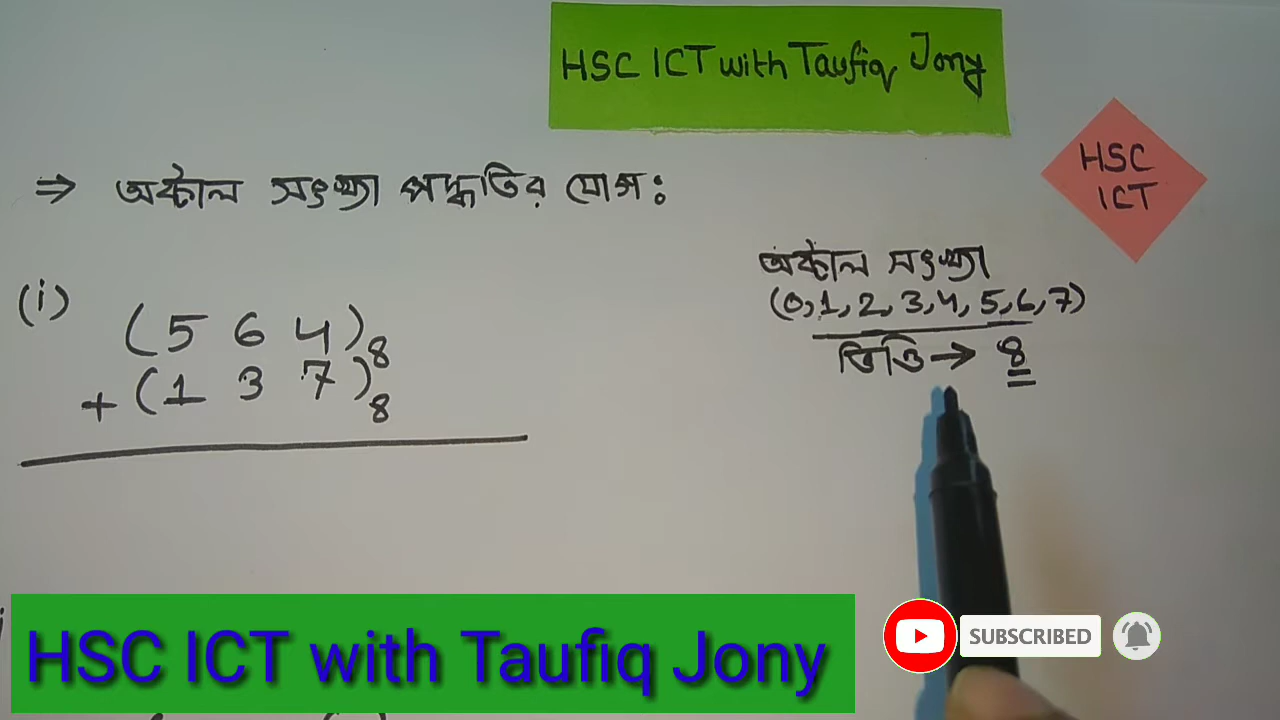 HSC ICT with Taufiq Jony
HSC
ICT
⇒ অক্টাল সংখ্যা পদ্ধতির যোগ:
অক্টাল সংখ্যা
(0, 1, 2, 3, 4, 5, 6, 7)
ভিত্তি → 8
(i)
(5 6 4)₈
+ (1 3 7)₈
HSC ICT with Taufiq Jony
SUBSCRIBED